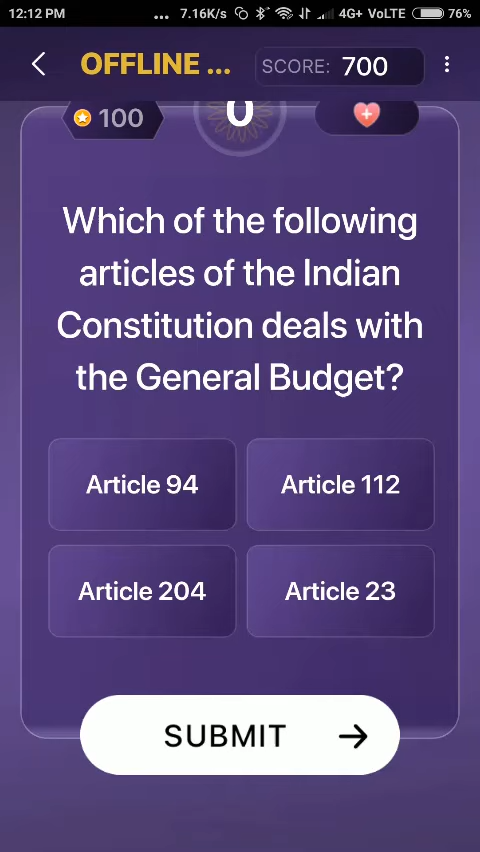 12:12 PM ... 7.16K/s 4G+ VoLTE 76%
OFFLINE ... SCORE: 700
100 0
Which of the following
articles of the Indian
Constitution deals with
the General Budget?
Article 94 Article 112
Article 204 Article 23
SUBMIT